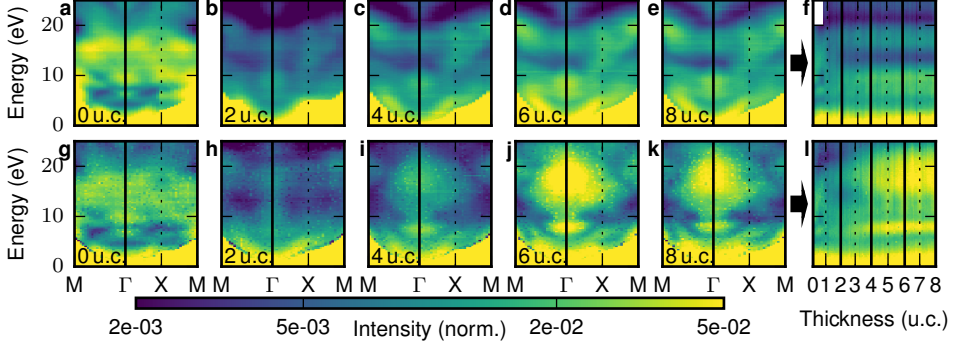 a b c d e f
Energy (eV)
20
10
0
0 u.c. 2 u.c. 4 u.c. 6 u.c. 8 u.c.
g h i j k l
Energy (eV)
20
10
0
0 u.c. 2 u.c. 4 u.c. 6 u.c. 8 u.c.
M Γ X M Γ X M Γ X M Γ X M Γ X M 0 1 2 3 4 5 6 7 8
2e-03 5e-03 Intensity (norm.) 2e-02 5e-02 Thickness (u.c.)